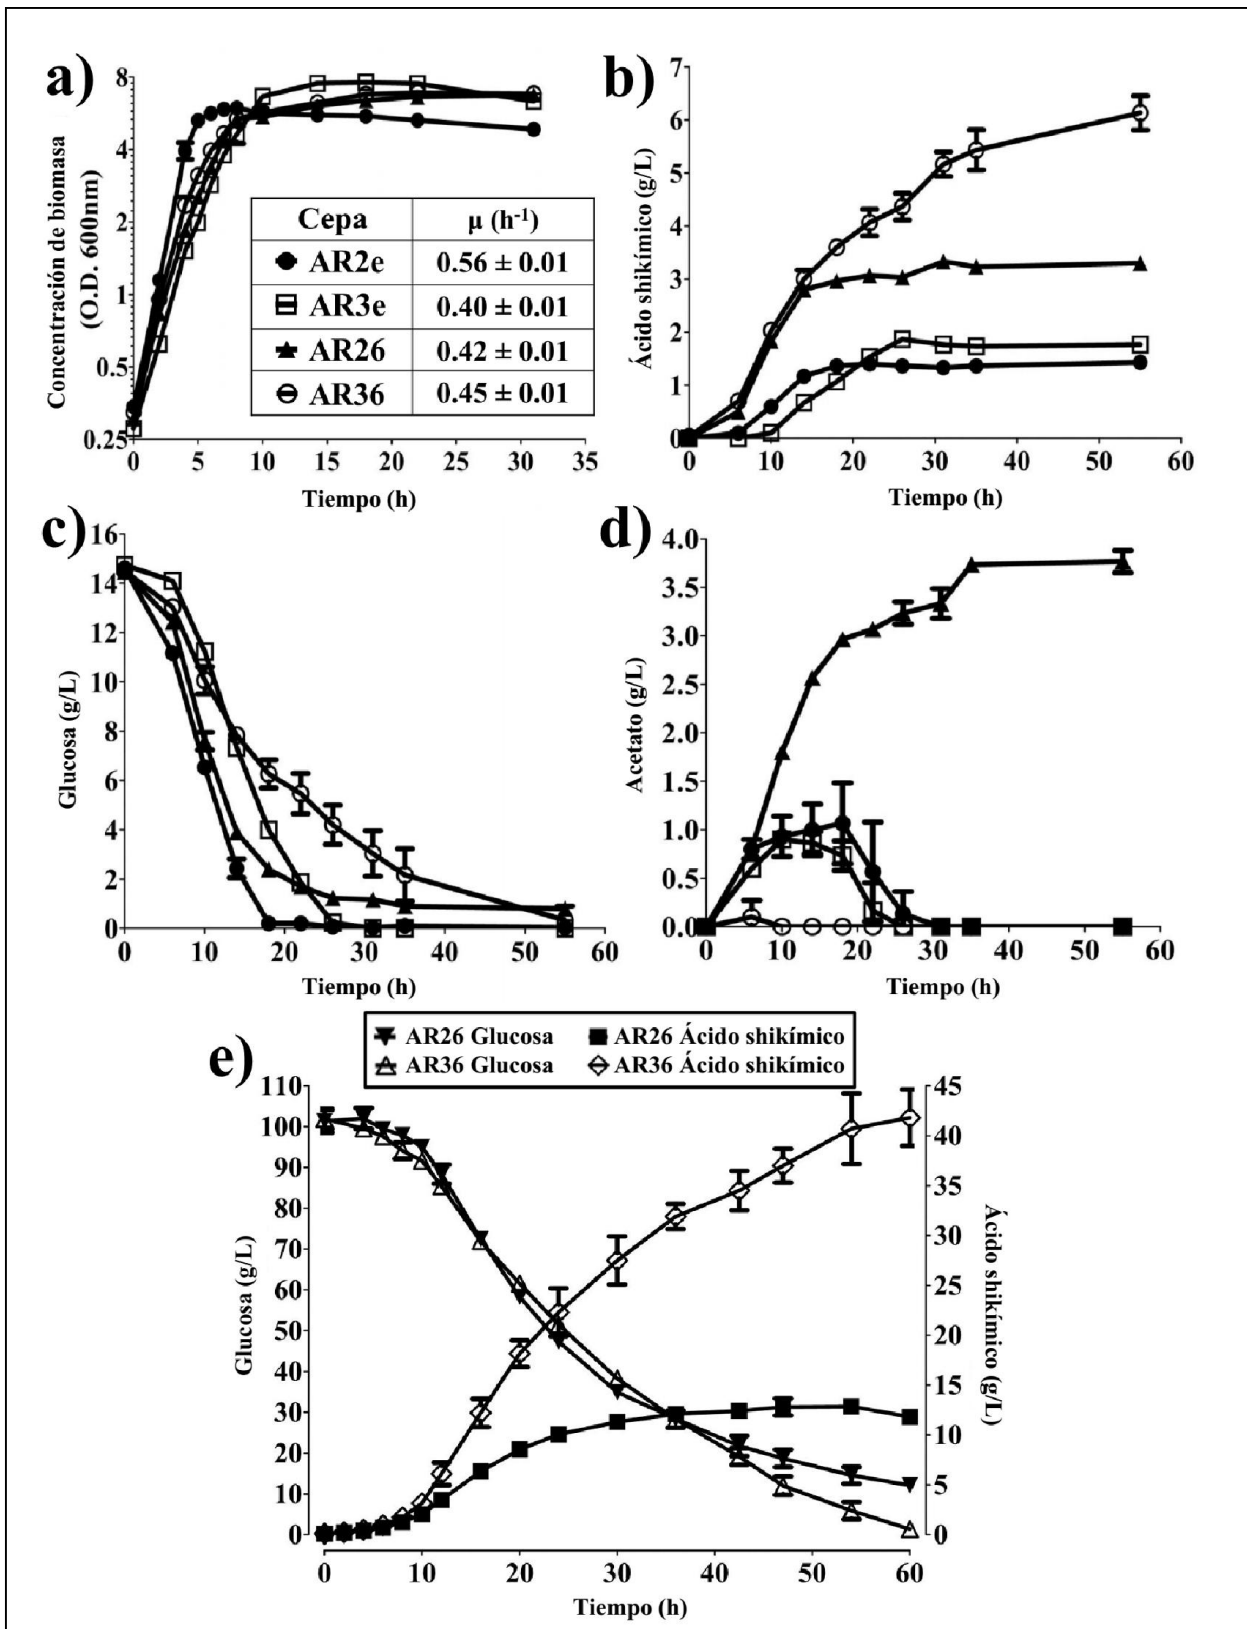 a)
8
4
2
1
0.5
0.25
Concentración de biomasa
(O.D. 600nm)
Cepa μ (h-1)
AR2e 0.56 ± 0.01
AR3e 0.40 ± 0.01
AR26 0.42 ± 0.01
AR36 0.45 ± 0.01
0 5 10 15 20 25 30 35
Tiempo (h)
b)
7
6
5
4
3
2
1
0
Ácido shikímico (g/L)
0 10 20 30 40 50 60
Tiempo (h)
c)
16
14
12
10
8
6
4
2
0
Glucosa (g/L)
0 10 20 30 40 50 60
Tiempo (h)
d)
4.0
3.5
3.0
2.5
2.0
1.5
1.0
0.5
0.0
Acetato (g/L)
0 10 20 30 40 50 60
Tiempo (h)
e)
AR26 Glucosa AR26 Ácido shikímico
AR36 Glucosa AR36 Ácido shikímico
110
100
90
80
70
60
50
40
30
20
10
0
Glucosa (g/L)
45
40
35
30
25
20
15
10
5
0
Ácido shikímico (g/L)
0 10 20 30 40 50 60
Tiempo (h)